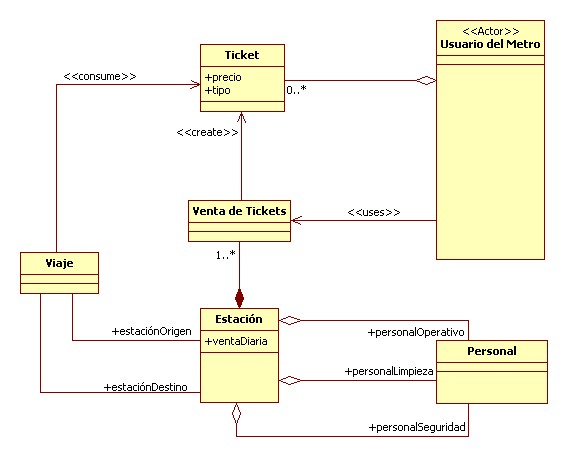 <<Actor>>
Usuario del Metro
Ticket
+precio
+tipo
0..*
<<consume>>
<<create>>
Venta de Tickets
<<uses>>
1..*
Viaje
Estación
+ventaDiaria
+estaciónOrigen
+estaciónDestino
+personalOperativo
Personal
+personalLimpieza
+personalSeguridad